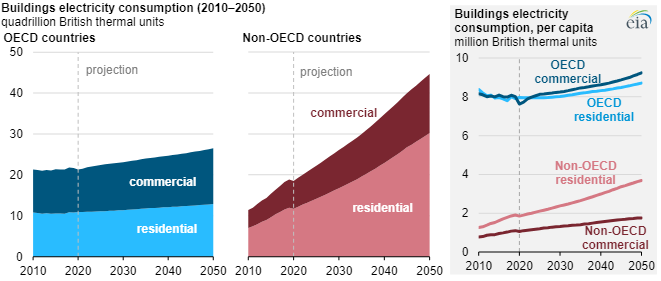 Buildings electricity consumption (2010–2050)
quadrillion British thermal units
OECD countries
50
40
30
20
10
0
projection
commercial
residential
2010 2020 2030 2040 2050
Non-OECD countries
projection
commercial
residential
2010 2020 2030 2040 2050
Buildings electricity
consumption, per capita
million British thermal units
eia
10
8
6
4
2
0
OECD
commercial
OECD
residential
Non-OECD
residential
Non-OECD
commercial
2010 2020 2030 2040 2050